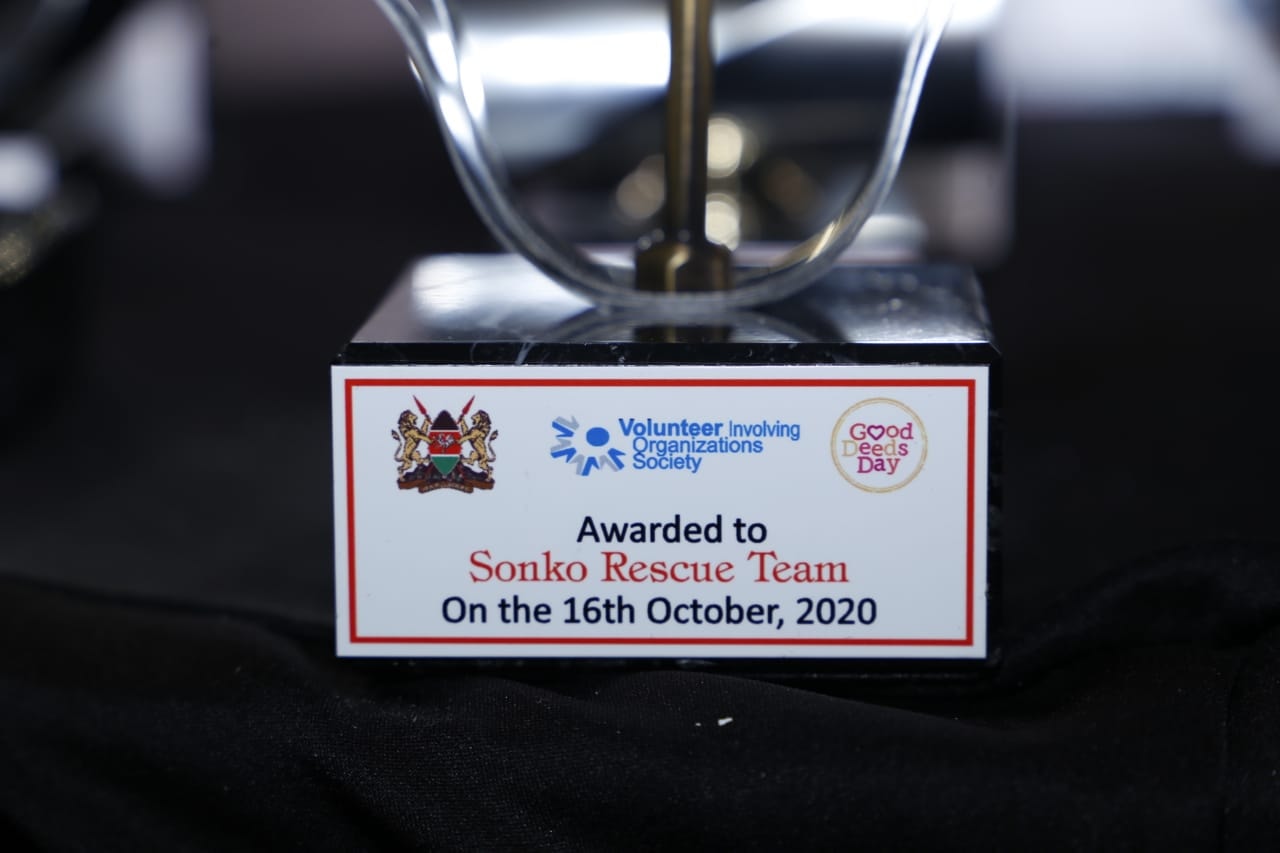 Volunteer Involving
Organizations
Society
Good
Deeds
Day
Awarded to
Sonko Rescue Team
On the 16th October, 2020